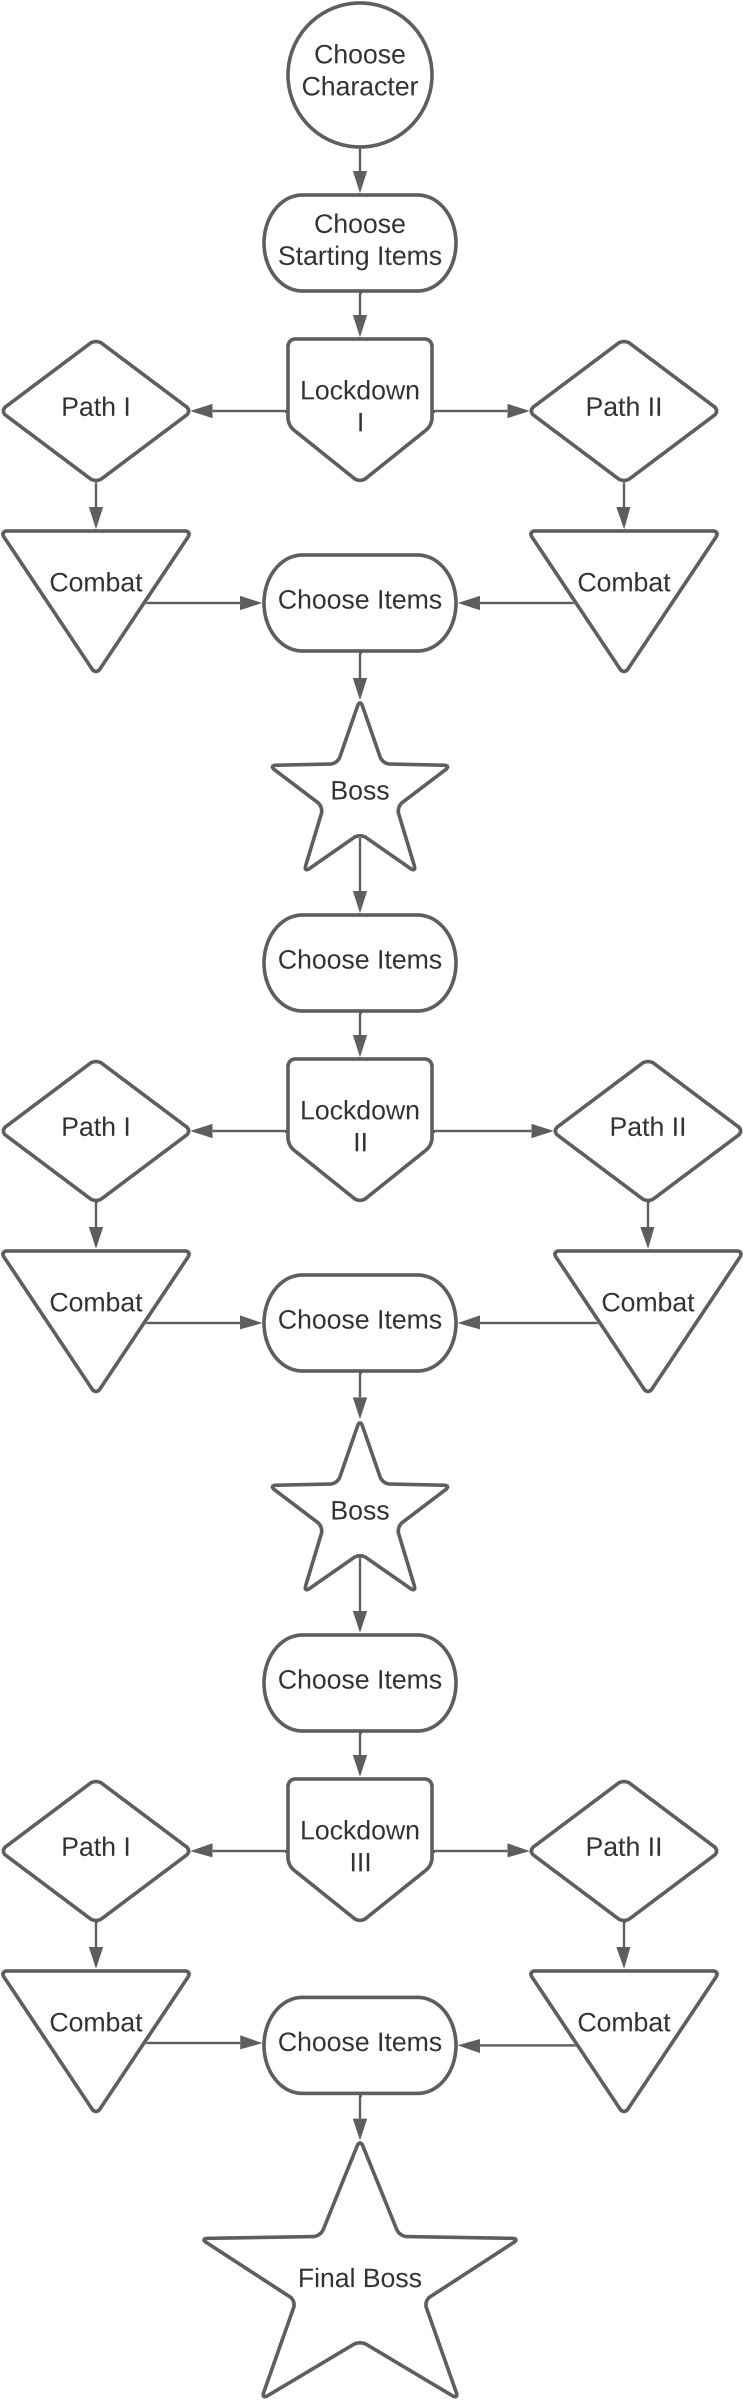 Choose
Character
Choose
Starting Items
Path I
Lockdown
I
Path II
Combat
Choose Items
Combat
Boss
Choose Items
Path I
Lockdown
II
Path II
Combat
Choose Items
Combat
Boss
Choose Items
Path I
Lockdown
III
Path II
Combat
Choose Items
Combat
Final Boss